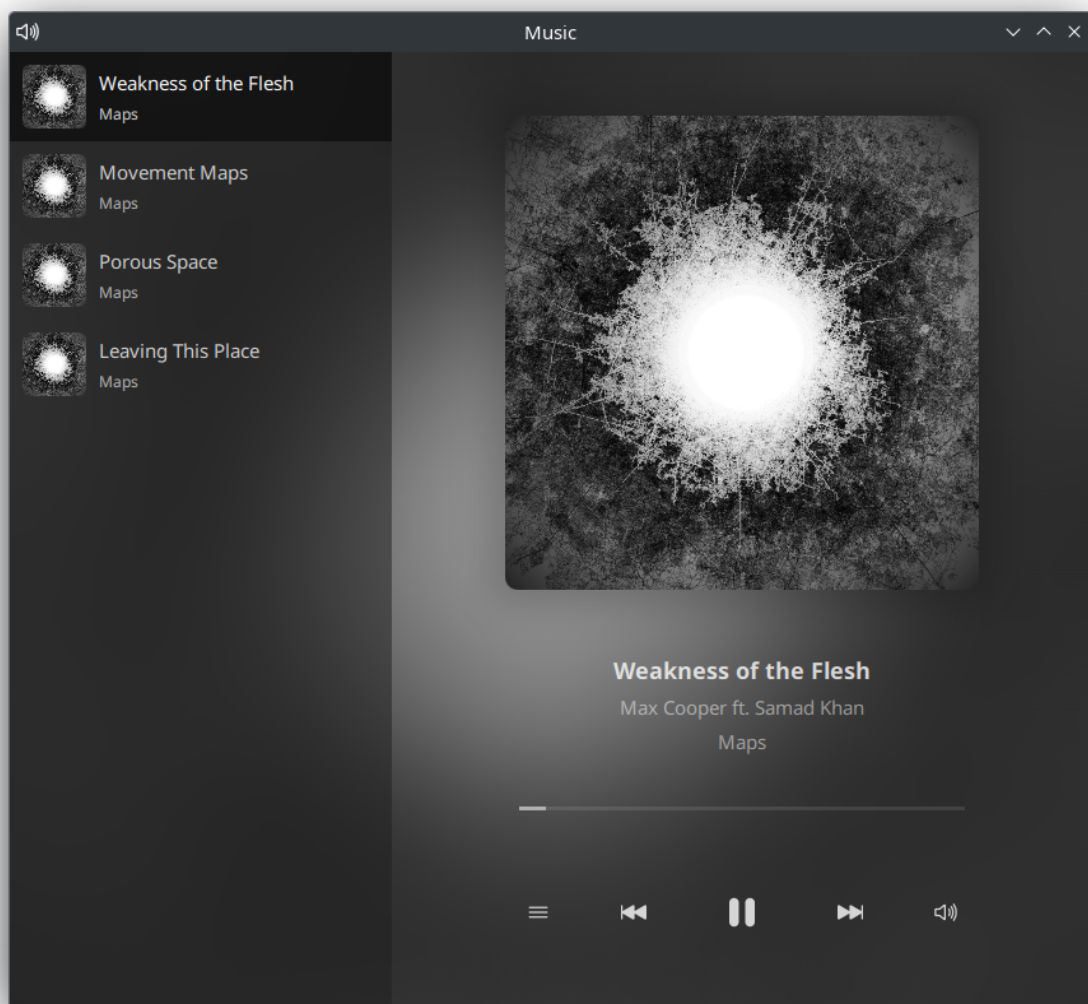 Music
Weakness of the Flesh
Maps
Movement Maps
Maps
Porous Space
Maps
Leaving This Place
Maps
Weakness of the Flesh
Max Cooper ft. Samad Khan
Maps